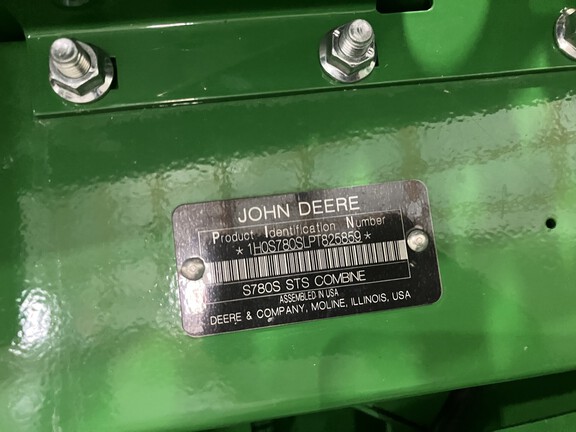 JOHN DEERE
Product Identification Number
*1H0S780SLPT825859*
S780S STS COMBINE
ASSEMBLED IN USA
DEERE & COMPANY, MOLINE, ILLINOIS, USA